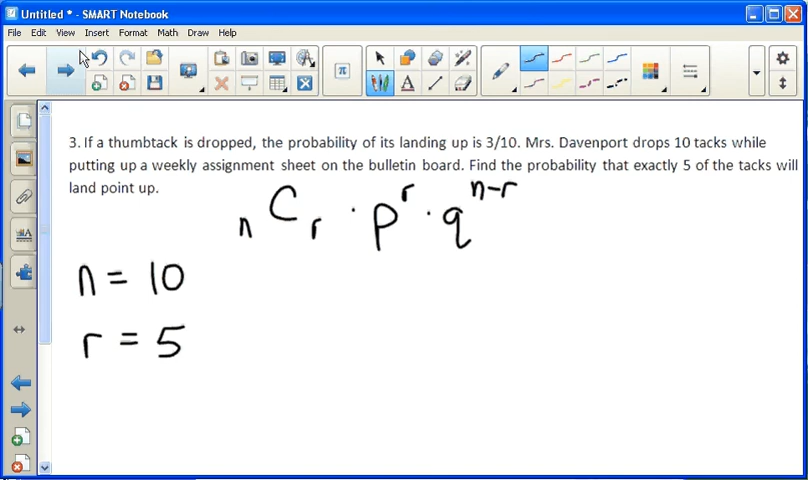 Untitled * - SMART Notebook
File Edit View Insert Format Math Draw Help
3. If a thumbtack is dropped, the probability of its landing up is 3/10. Mrs. Davenport drops 10 tacks while
putting up a weekly assignment sheet on the bulletin board. Find the probability that exactly 5 of the tacks will
land point up.
n C r · p^r · q^n-r
n = 10
r = 5